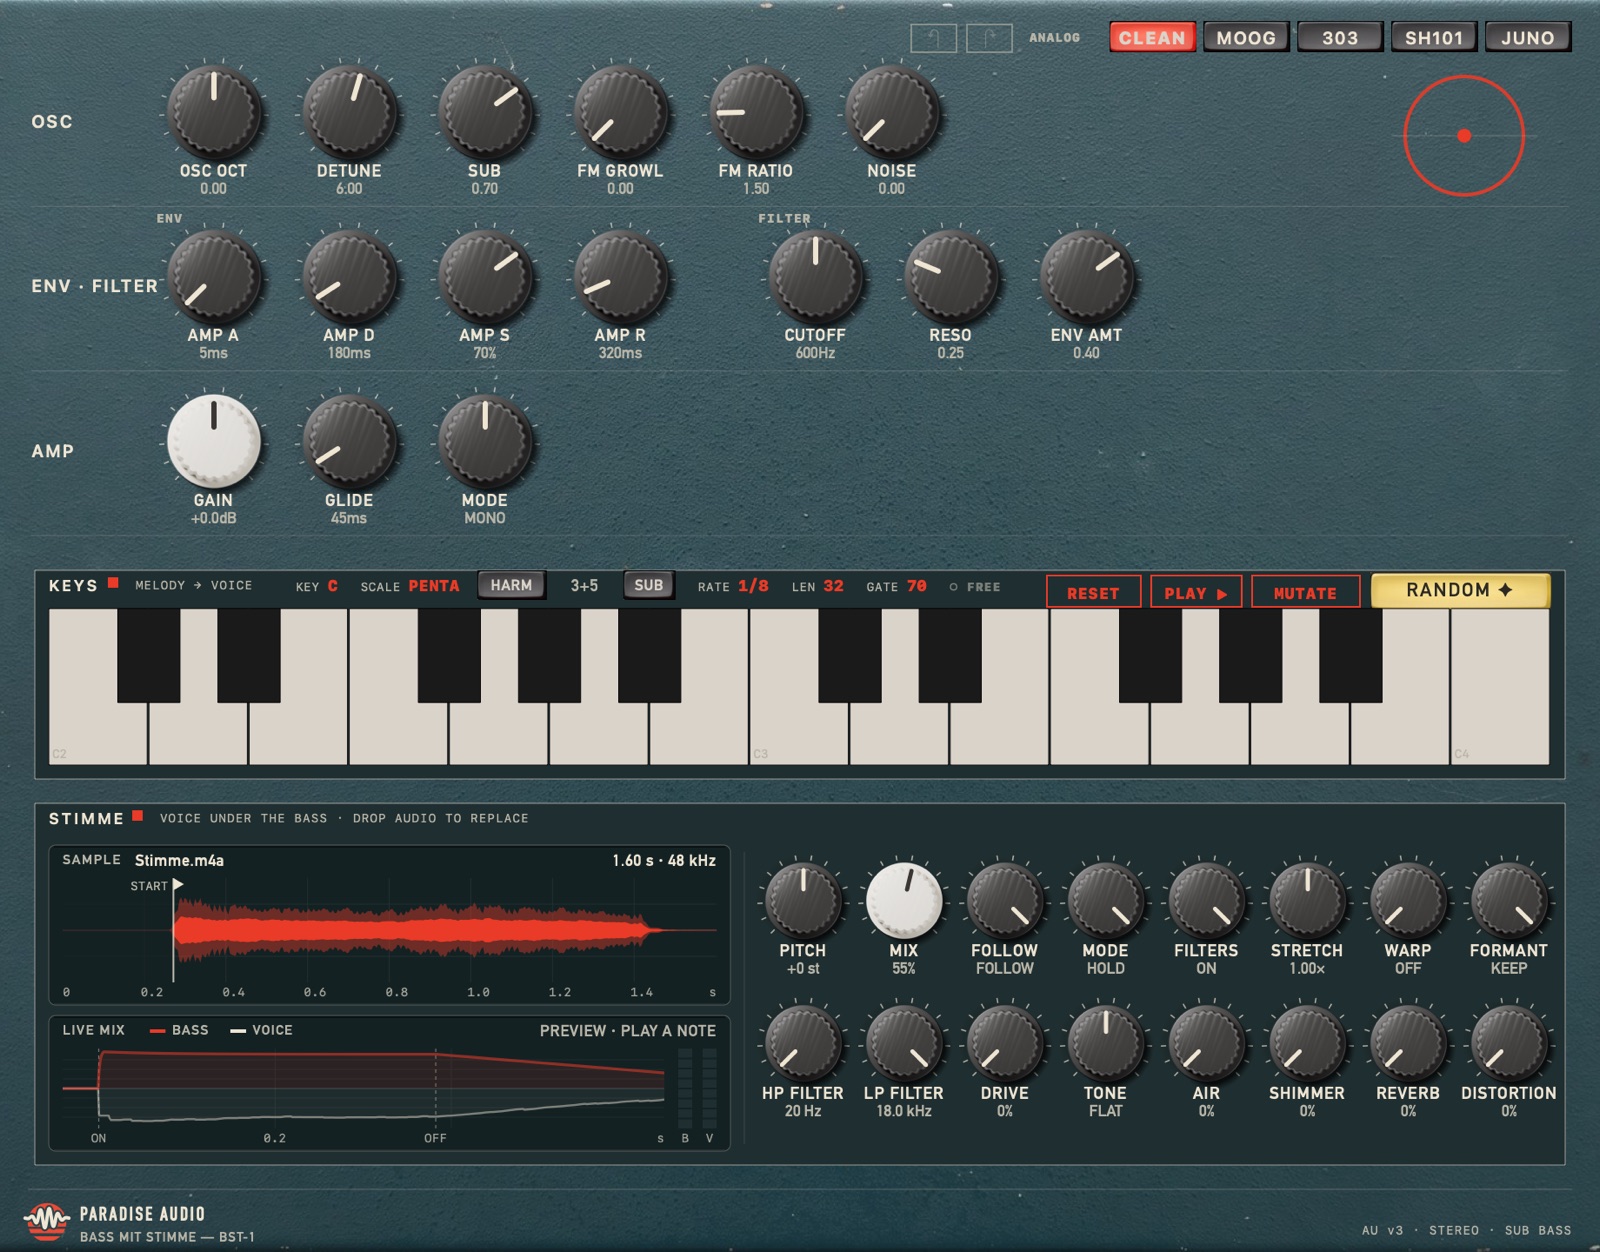 ANALOG CLEAN MOOG 303 SH101 JUNO
OSC
OSC OCT DETUNE SUB FM GROWL FM RATIO NOISE
0.00 6:00 0.70 0.00 1.50 0.00
ENV FILTER
ENV · FILTER
AMP A AMP D AMP S AMP R CUTOFF RESO ENV AMT
5ms 180ms 70% 320ms 600Hz 0.25 0.40
AMP
GAIN GLIDE MODE
+0.0dB 45ms MONO
KEYS MELODY → VOICE KEY C SCALE PENTA HARM 3+5 SUB RATE 1/8 LEN 32 GATE 70 FREE RESET PLAY ▶ MUTATE RANDOM ✦
C2 C3 C4
STIMME VOICE UNDER THE BASS · DROP AUDIO TO REPLACE
SAMPLE Stimme.m4a 1.60 s · 48 kHz
START
0 0.2 0.4 0.6 0.8 1.0 1.2 1.4 s
LIVE MIX BASS VOICE PREVIEW · PLAY A NOTE
ON 0.2 OFF s B V
PITCH MIX FOLLOW MODE FILTERS STRETCH WARP FORMANT
+0 st 55% FOLLOW HOLD ON 1.00× OFF KEEP
HP FILTER LP FILTER DRIVE TONE AIR SHIMMER REVERB DISTORTION
20 Hz 18.0 kHz 0% FLAT 0% 0% 0% 0%
PARADISE AUDIO
BASS MIT STIMME — BST-1
AU v3 · STEREO · SUB BASS